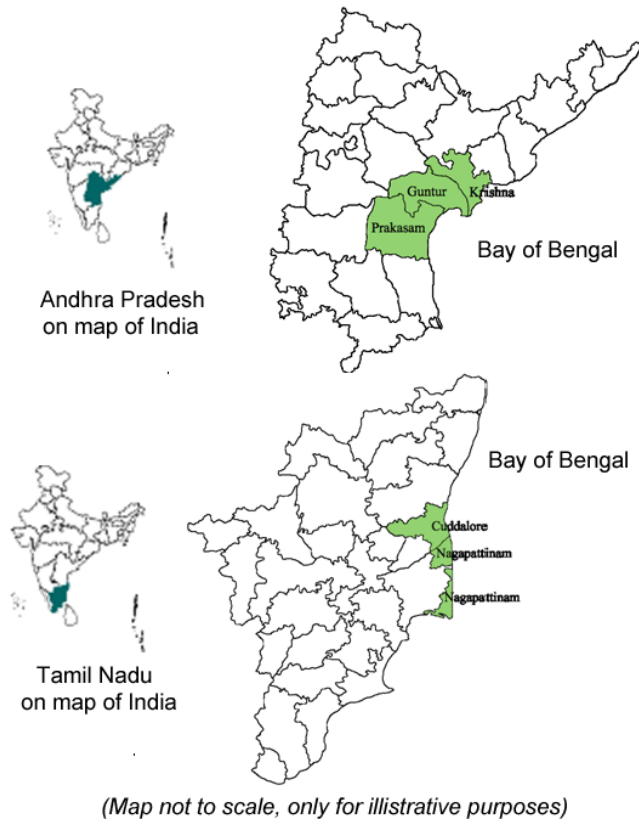 Guntur
Krishna
Prakasam
Bay of Bengal
Andhra Pradesh
on map of India
Bay of Bengal
Cuddalore
Nagapattinam
Nagapattinam
Tamil Nadu
on map of India
(Map not to scale, only for illistrative purposes)